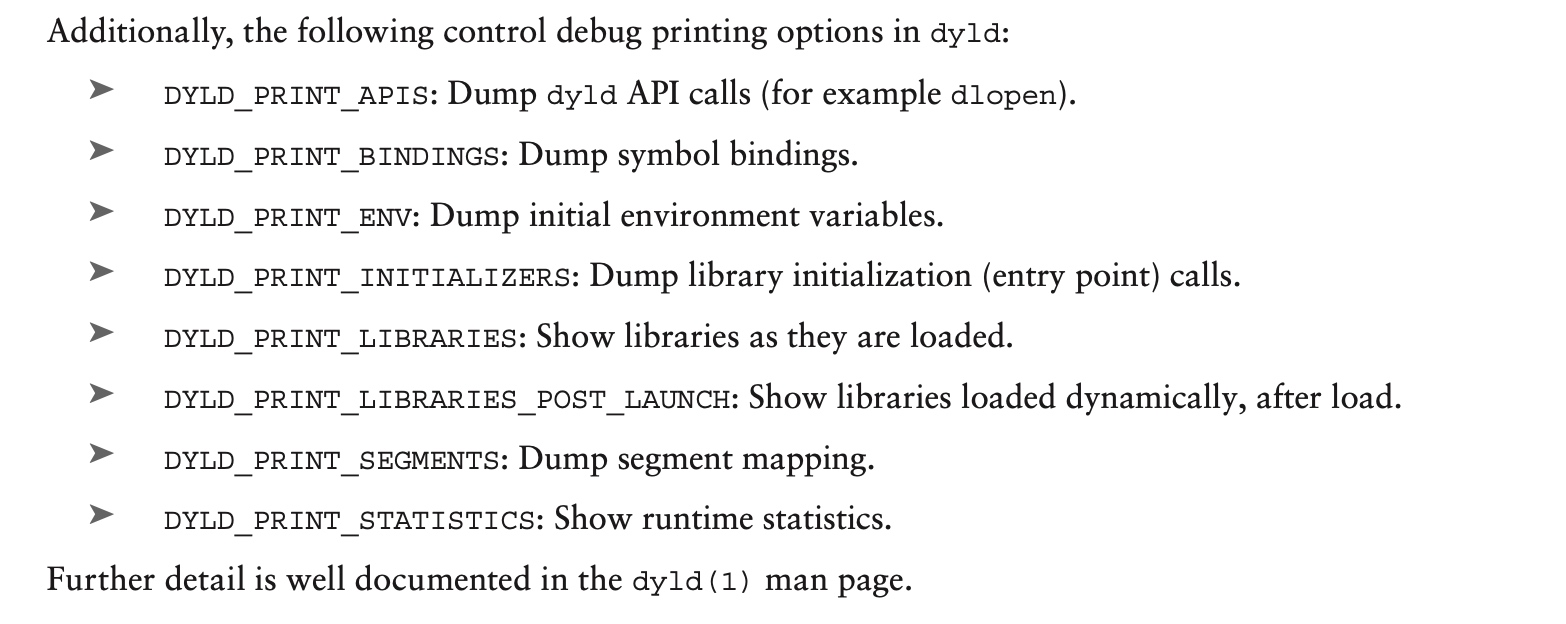 Additionally, the following control debug printing options in dyld:
➤ DYLD_PRINT_APIS: Dump dyld API calls (for example dlopen).
➤ DYLD_PRINT_BINDINGS: Dump symbol bindings.
➤ DYLD_PRINT_ENV: Dump initial environment variables.
➤ DYLD_PRINT_INITIALIZERS: Dump library initialization (entry point) calls.
➤ DYLD_PRINT_LIBRARIES: Show libraries as they are loaded.
➤ DYLD_PRINT_LIBRARIES_POST_LAUNCH: Show libraries loaded dynamically, after load.
➤ DYLD_PRINT_SEGMENTS: Dump segment mapping.
➤ DYLD_PRINT_STATISTICS: Show runtime statistics.
Further detail is well documented in the dyld(1) man page.